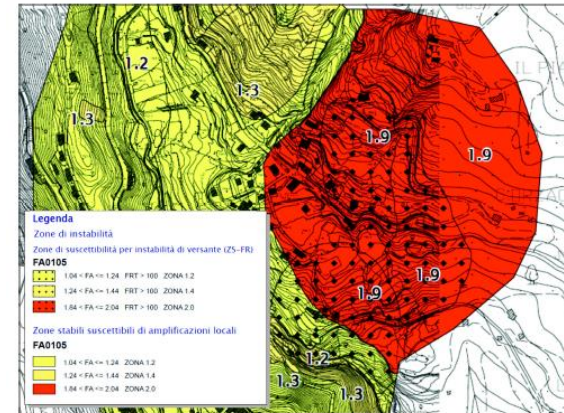 1.2
1.3
1.3
1.9
1.9
1.9
1.9
1.2
1.3
1.3
Legenda
Zone di instabilità
Zone di suscettibilità per instabilità di versante (ZS-FR)
FA0105
1.04 < FA <= 1.24 FRT > 100 ZONA 1.2
1.24 < FA <= 1.44 FRT > 100 ZONA 1.4
1.84 < FA <= 2.04 FRT > 100 ZONA 2.0
Zone stabili suscettibili di amplificazioni locali
FA0105
1.04 < FA <= 1.24 ZONA 1.2
1.24 < FA <= 1.44 ZONA 1.4
1.84 < FA <= 2.04 ZONA 2.0